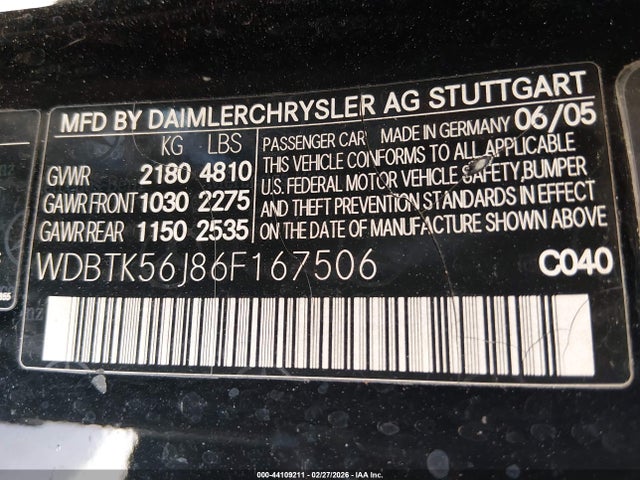 MFD BY DAIMLERCHRYSLER AG STUTTGART
KG LBS
GVWR 2180 4810
GAWR FRONT 1030 2275
GAWR REAR 1150 2535
PASSENGER CAR MADE IN GERMANY 06/05
THIS VEHICLE CONFORMS TO ALL APPLICABLE
U.S. FEDERAL MOTOR VEHICLE SAFETY, BUMPER
AND THEFT PREVENTION STANDARDS IN EFFECT
ON THE DATE OF MANUFACTURE SHOWN ABOVE.
WDBTK56J86F167506 C040
000-44109211 - 02/27/2026 - IAA Inc.